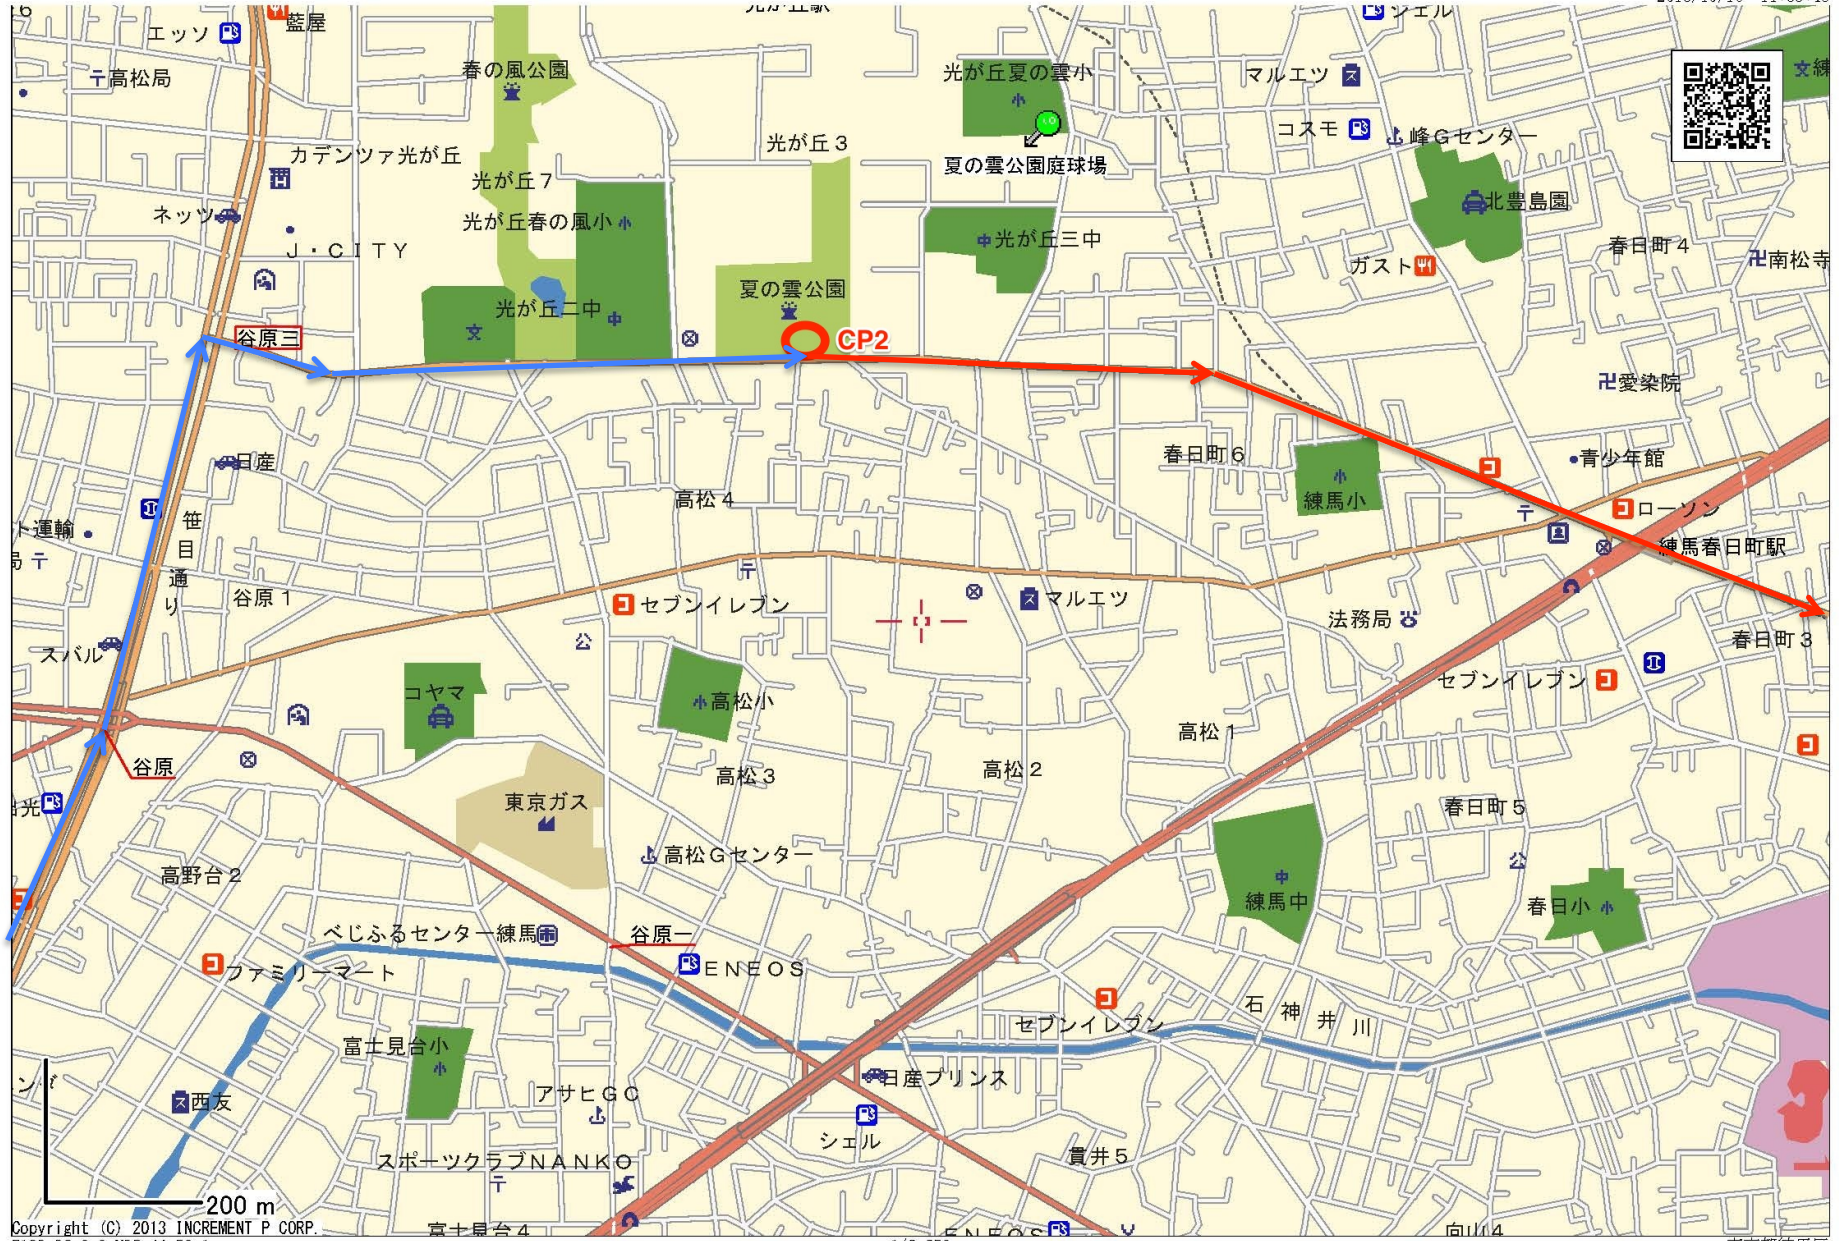 エッソ
藍屋
シェル
高松局
春の風公園
光が丘夏の雲小
マルエツ
コスモ
峰Gセンター
カデンツァ光が丘
光が丘3
夏の雲公園庭球場
光が丘7
北豊島園
ネッツ
光が丘春の風小
光が丘三中
春日町4
J・CITY
ガスト
南松寺
夏の雲公園
光が丘二中
谷原三
CP2
愛染院
日産
春日町6
青少年館
高松4
練馬小
ローソン
笹目通り
ト運輸
練馬春日町駅
谷原1
セブンイレブン
マルエツ
法務局
スバル
春日町3
コヤマ
高松小
セブンイレブン
高松1
谷原
高松3
高松2
東京ガス
春日町5
高松Gセンター
高野台2
練馬中
春日小
べじふるセンター練馬
谷原一
ファミリーマート
ENEOS
石神井川
セブンイレブン
富士見台小
日産プリンス
アサヒGC
西友
シェル
スポーツクラブNANKO
貫井5
200 m
Copyright (C) 2013 INCREMENT P CORP.
富士見台4
ENEOS
向山4